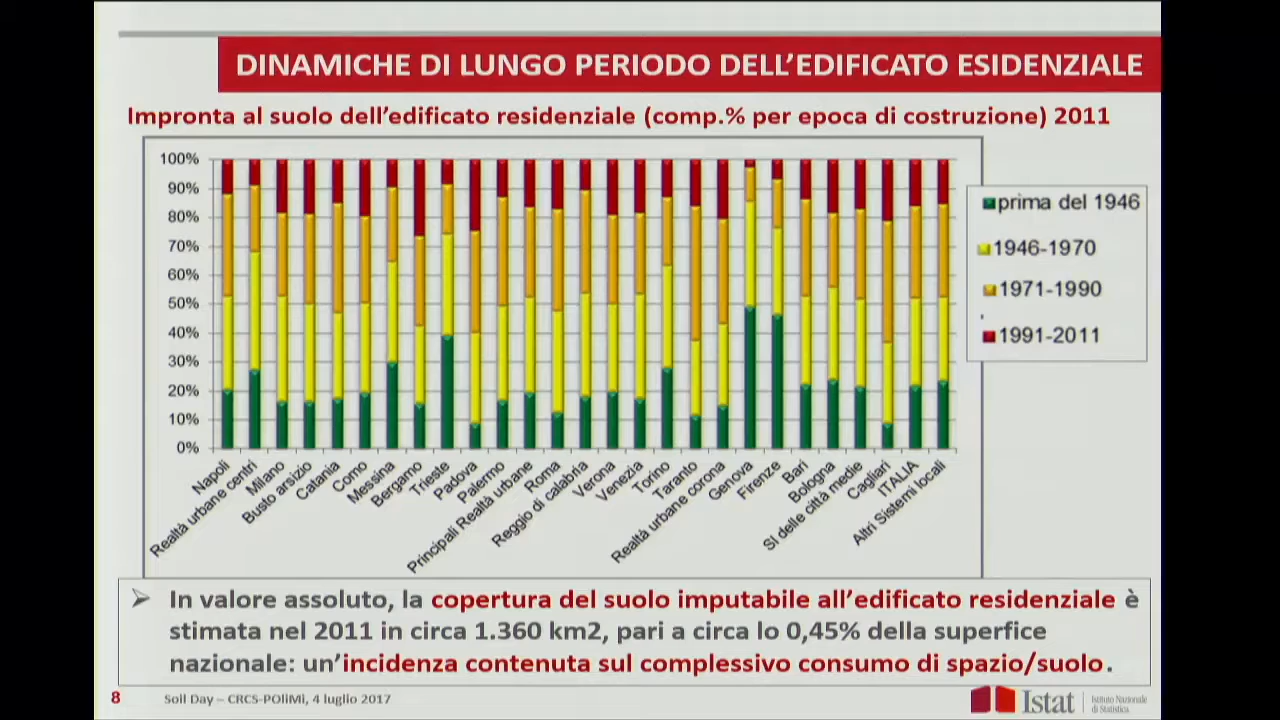 DINAMICHE DI LUNGO PERIODO DELL'EDIFICATO ESIDENZIALE
Impronta al suolo dell'edificato residenziale (comp.% per epoca di costruzione) 2011
100%
90%
80%
70%
60%
50%
40%
30%
20%
10%
0%
Napoli
Realtà urbane centri
Milano
Busto arsizio
Catania
Como
Messina
Bergamo
Trieste
Padova
Palermo
Principali Realtà urbane
Roma
Reggio di calabria
Verona
Venezia
Torino
Taranto
Realtà urbane corona
Genova
Firenze
Bari
Bologna
Sl delle città medie
Cagliari
ITALIA
Altri Sistemi locali
prima del 1946
1946-1970
1971-1990
1991-2011
In valore assoluto, la copertura del suolo imputabile all'edificato residenziale è
stimata nel 2011 in circa 1.360 km2, pari a circa lo 0,45% della superfice
nazionale: un'incidenza contenuta sul complessivo consumo di spazio/suolo.
8
Soil Day – CRCS-POliMi, 4 luglio 2017
Istat
Istituto Nazionale
di Statistica